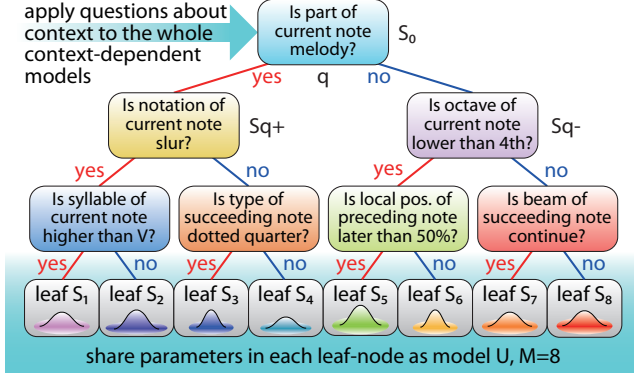 apply questions about
context to the whole
context-dependent
models
Is part of
current note
melody?
S₀
yes q no
Is notation of
current note
slur?
Sq+
Is octave of
current note
lower than 4th?
Sq-
yes no yes no
Is syllable of
current note
higher than V?
Is type of
succeeding note
dotted quarter?
Is local pos. of
preceding note
later than 50%?
Is beam of
succeeding note
continue?
yes no yes no yes no yes no
leaf S₁ leaf S₂ leaf S₃ leaf S₄ leaf S₅ leaf S₆ leaf S₇ leaf S₈
share parameters in each leaf-node as model U, M=8